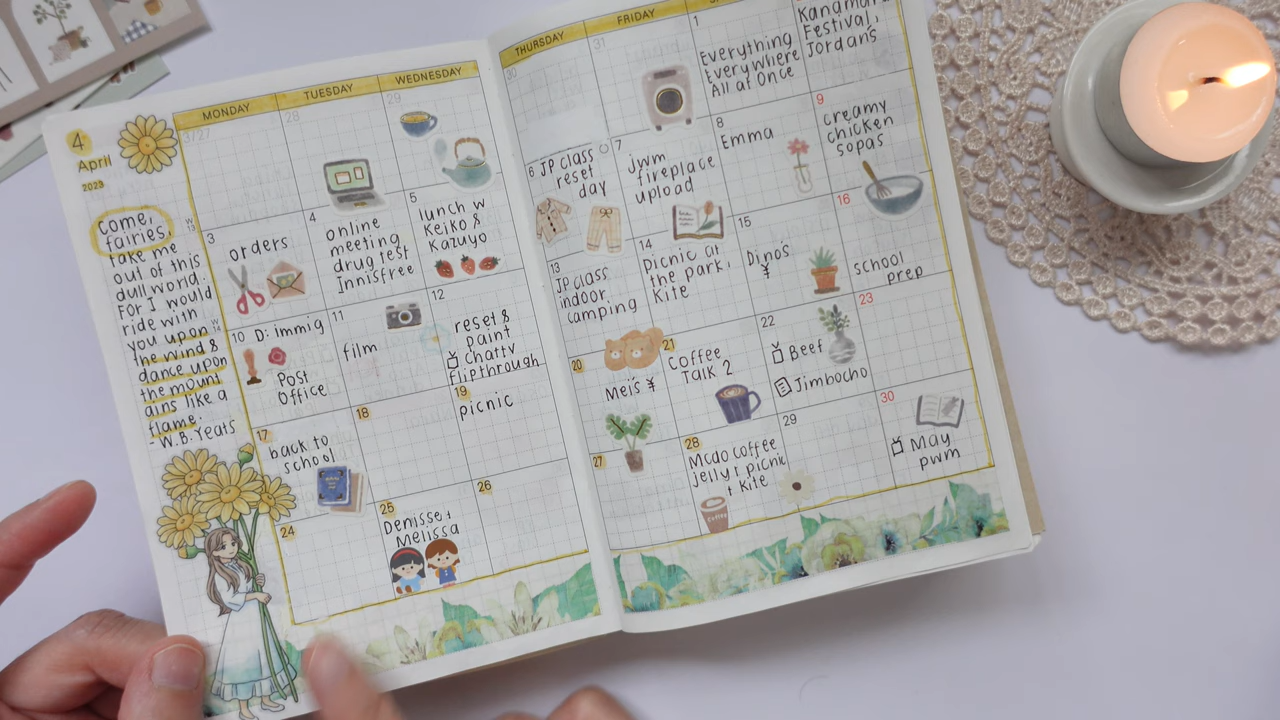 4
April
2023
come,
fairies,
take me
out of this
dull world.
For I would
ride with
you upon
the wind &
dance upon
the mount
ains like a
flame.
- W.B. Yeats
MONDAY
TUESDAY
WEDNESDAY
THURSDAY
FRIDAY
3/27
28
29
30
31
1
Everything
Everywhere
All at Once
Festival,
Jordan's
3
orders
4
online
meeting
drug test
Innisfree
5
lunch w
Keiko &
Kazuyo
6 JP class
reset
day
7
jwm
fireplace
upload
8
Emma
9
creamy
chicken
sopas
10 D: immig
Post
Office
11
film
12
reset &
paint
chatty
flipthrough
13
JP class
indoor
camping
14
Picnic at
the park,
Kite
15
Dino's
¥
16
school
prep
17
back to
school
18
19
picnic
20
Mei's ¥
21
Coffee
Talk 2
22
Beef
Jimbocho
23
24
25
Denisse +
Melissa
26
27
28
Mcdo coffee
Jelly + picnic
+ Kite
Coffee
29
30
May
pwm